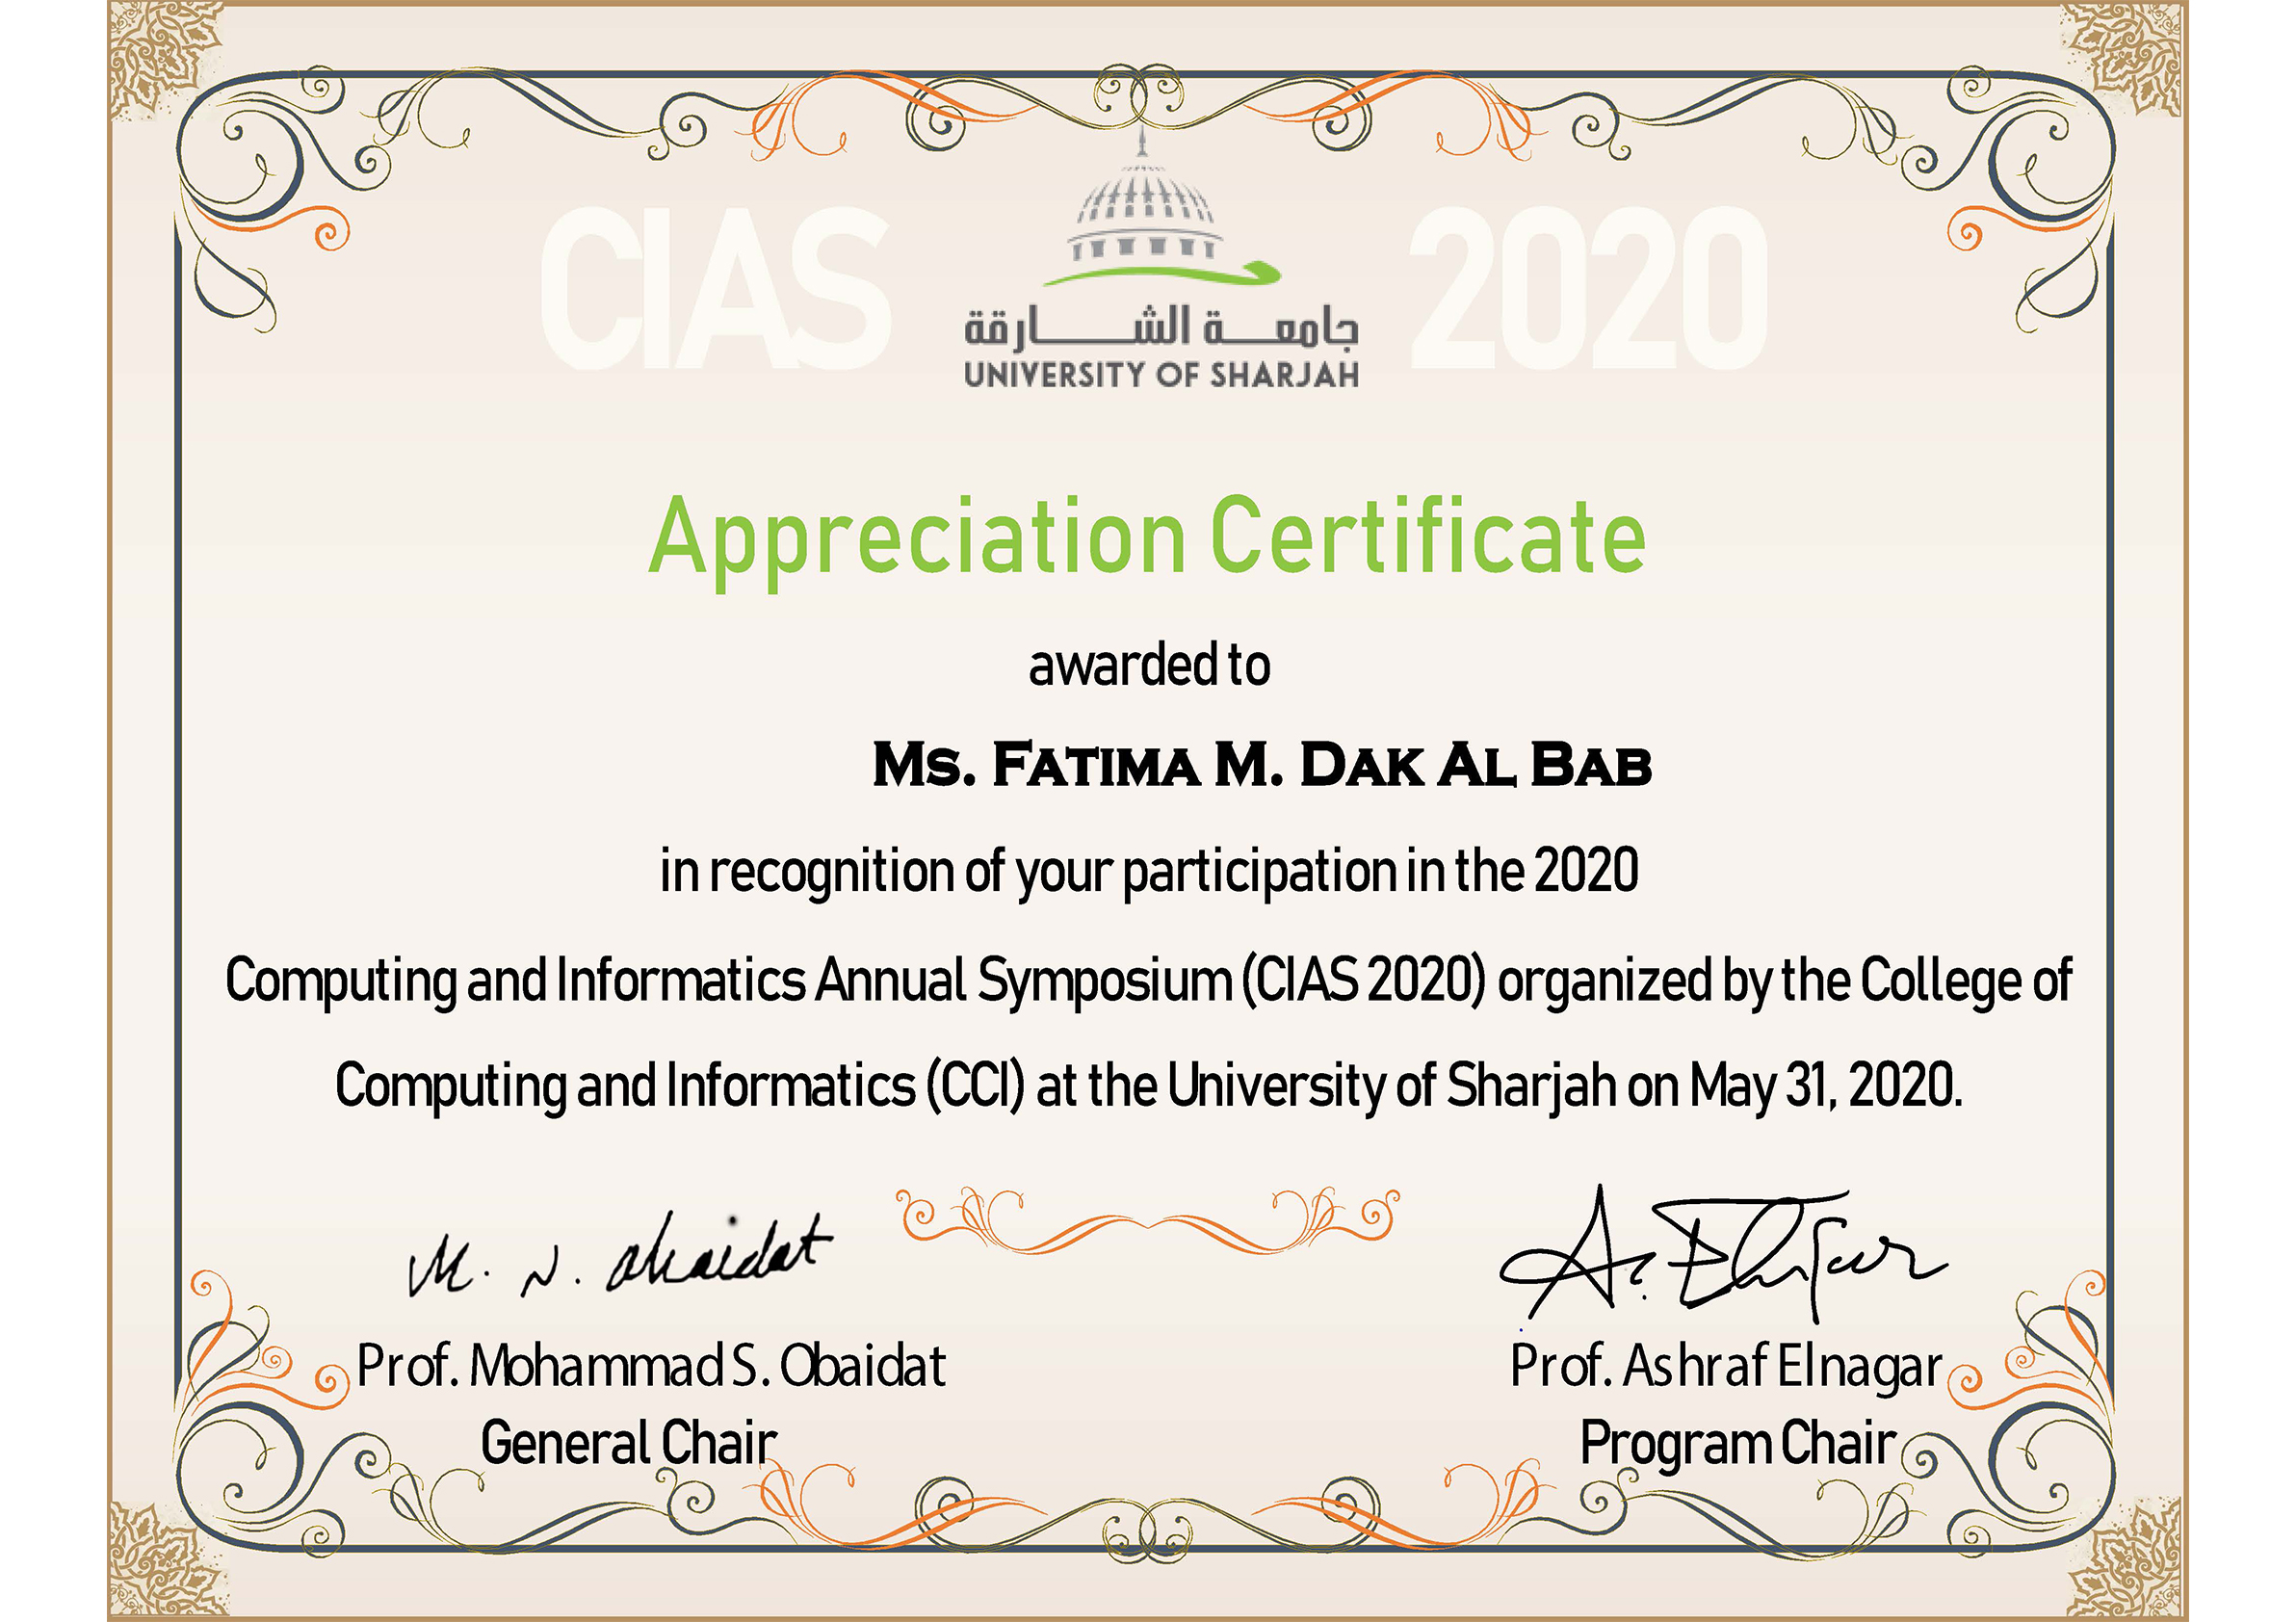 CIAS 2020
جامعة الشارقة
UNIVERSITY OF SHARJAH
Appreciation Certificate
awarded to
Ms. Fatima M. Dak Al Bab
in recognition of your participation in the 2020
Computing and Informatics Annual Symposium (CIAS 2020) organized by the College of
Computing and Informatics (CCI) at the University of Sharjah on May 31, 2020.
M. S. Obaidat
A. Elnagar
Prof. Mohammad S. Obaidat
Prof. Ashraf Elnagar
General Chair
Program Chair